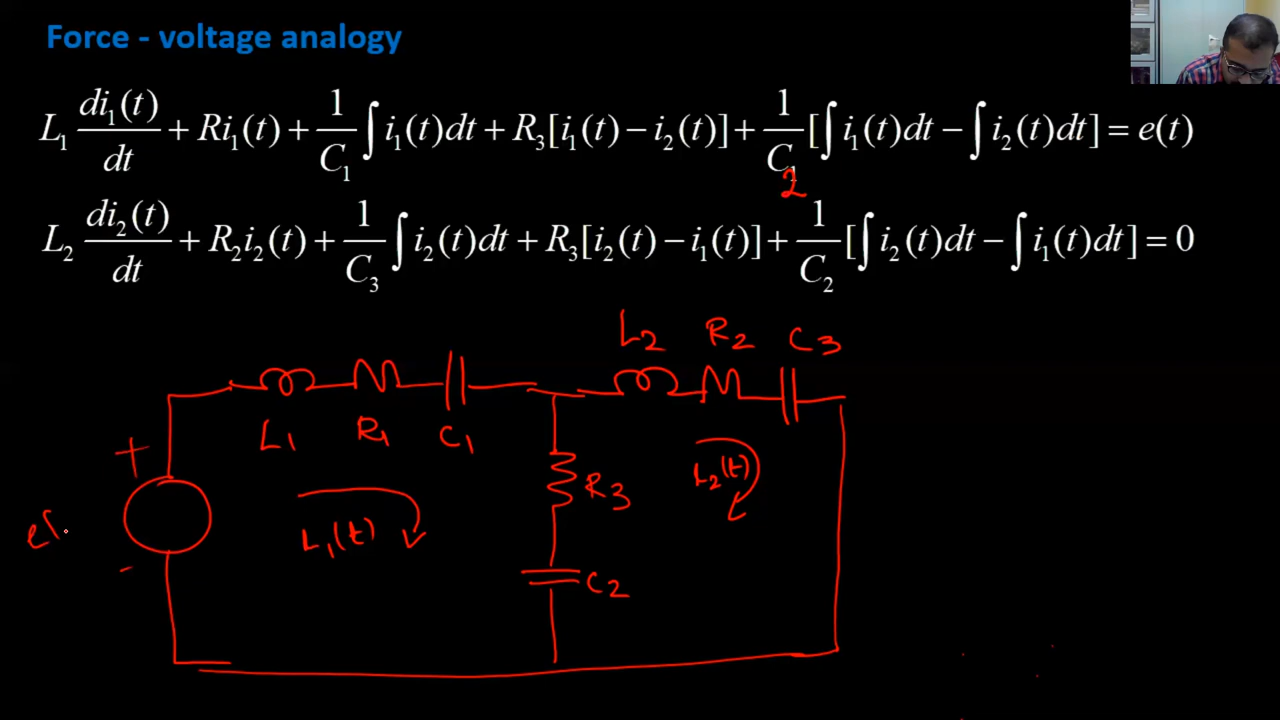 Force - voltage analogy
L₁ di₁(t)/dt + Ri₁(t) + 1/C₁ ∫ i₁(t)dt + R₃[i₁(t) − i₂(t)] + 1/C₁ [∫ i₁(t)dt − ∫ i₂(t)dt] = e(t)
2
L₂ di₂(t)/dt + R₂i₂(t) + 1/C₃ ∫ i₂(t)dt + R₃[i₂(t) − i₁(t)] + 1/C₂ [∫ i₂(t)dt − ∫ i₁(t)dt] = 0
L2 R2 C3
L1 R1 C1
+
i₂(t)
R3
e(
i₁(t)
-
C2